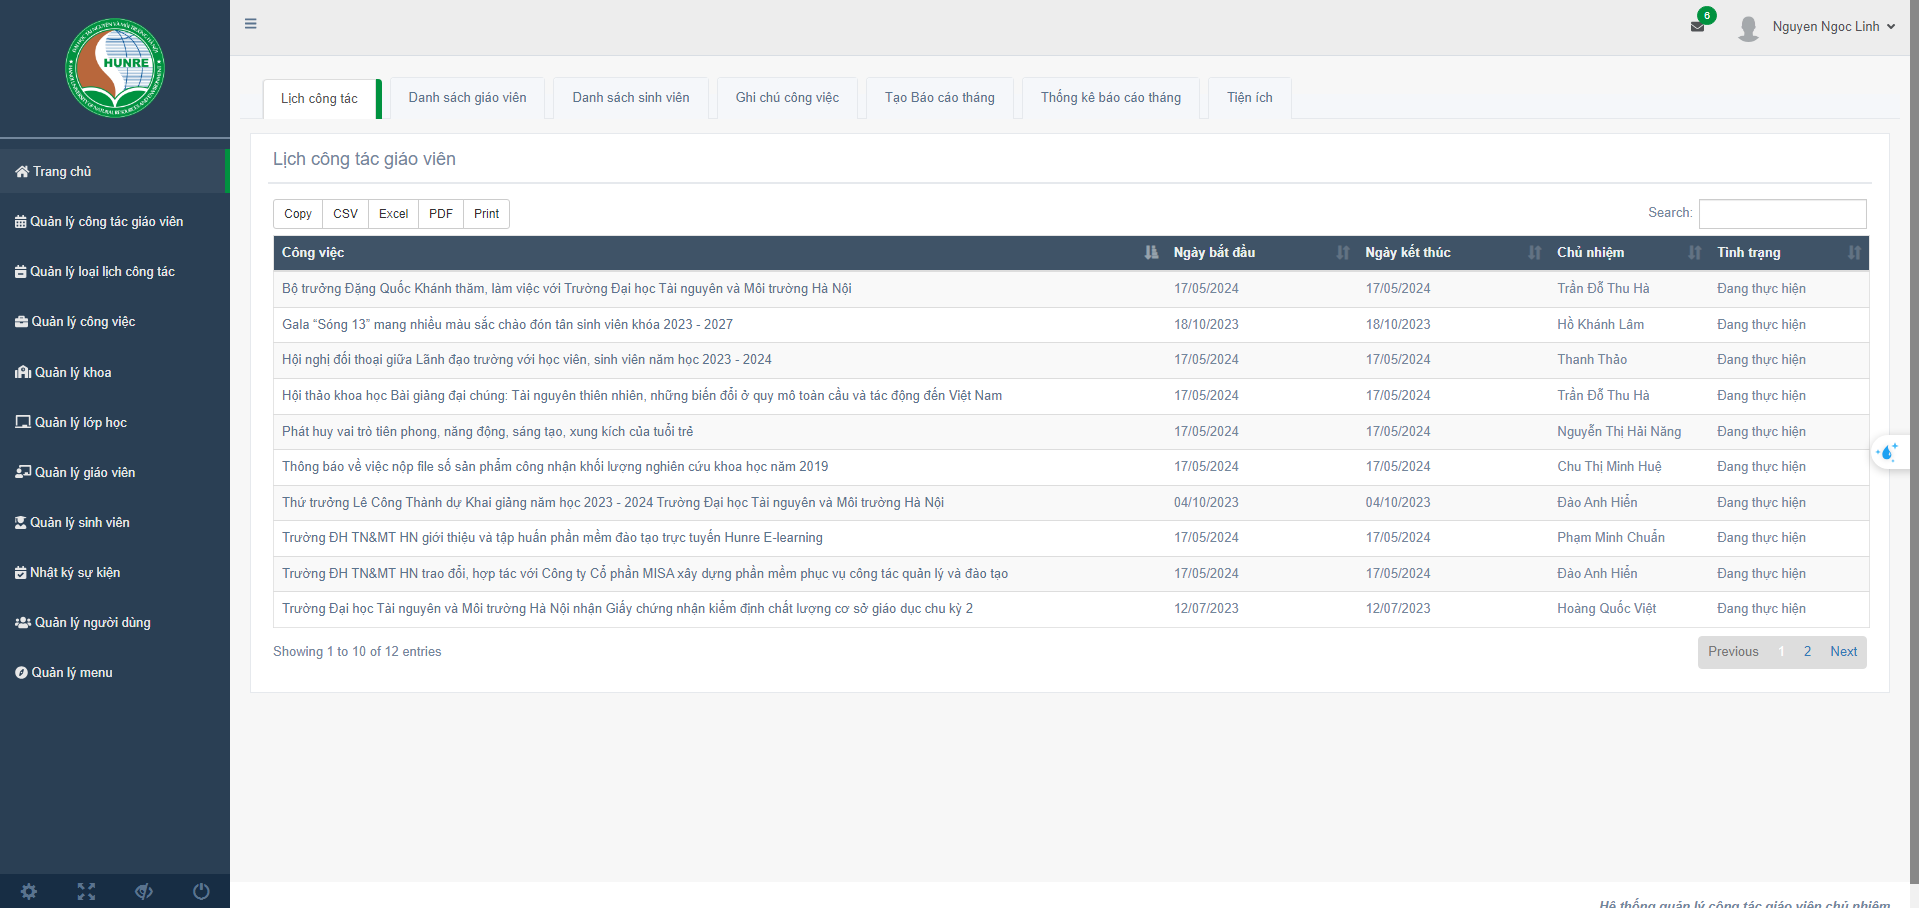 HUNRE
6
Nguyen Ngoc Linh
Trang chủ
Quản lý công tác giáo viên
Quản lý loại lịch công tác
Quản lý công việc
Quản lý khoa
Quản lý lớp học
Quản lý giáo viên
Quản lý sinh viên
Nhật ký sự kiện
Quản lý người dùng
Quản lý menu
Lịch công tác Danh sách giáo viên Danh sách sinh viên Ghi chú công việc Tạo Báo cáo tháng Thống kê báo cáo tháng Tiện ích
Lịch công tác giáo viên
Copy CSV Excel PDF Print Search:
Công việc Ngày bắt đầu Ngày kết thúc Chủ nhiệm Tình trạng
Bộ trưởng Đặng Quốc Khánh thăm, làm việc với Trường Đại học Tài nguyên và Môi trường Hà Nội 17/05/2024 17/05/2024 Trần Đỗ Thu Hà Đang thực hiện
Gala “Sóng 13” mang nhiều màu sắc chào đón tân sinh viên khóa 2023 - 2027 18/10/2023 18/10/2023 Hồ Khánh Lâm Đang thực hiện
Hội nghị đối thoại giữa Lãnh đạo trường với học viên, sinh viên năm học 2023 - 2024 17/05/2024 17/05/2024 Thanh Thảo Đang thực hiện
Hội thảo khoa học Bài giảng đại chúng: Tài nguyên thiên nhiên, những biến đổi ở quy mô toàn cầu và tác động đến Việt Nam 17/05/2024 17/05/2024 Trần Đỗ Thu Hà Đang thực hiện
Phát huy vai trò tiên phong, năng động, sáng tạo, xung kích của tuổi trẻ 17/05/2024 17/05/2024 Nguyễn Thị Hải Năng Đang thực hiện
Thông báo về việc nộp file số sản phẩm công nhận khối lượng nghiên cứu khoa học năm 2019 17/05/2024 17/05/2024 Chu Thị Minh Huệ Đang thực hiện
Thứ trưởng Lê Công Thành dự Khai giảng năm học 2023 - 2024 Trường Đại học Tài nguyên và Môi trường Hà Nội 04/10/2023 04/10/2023 Đào Anh Hiển Đang thực hiện
Trường ĐH TN&MT HN giới thiệu và tập huấn phần mềm đào tạo trực tuyến Hunre E-learning 17/05/2024 17/05/2024 Phạm Minh Chuẩn Đang thực hiện
Trường ĐH TN&MT HN trao đổi, hợp tác với Công ty Cổ phần MISA xây dựng phần mềm phục vụ công tác quản lý và đào tạo 17/05/2024 17/05/2024 Đào Anh Hiển Đang thực hiện
Trường Đại học Tài nguyên và Môi trường Hà Nội nhận Giấy chứng nhận kiểm định chất lượng cơ sở giáo dục chu kỳ 2 12/07/2023 12/07/2023 Hoàng Quốc Việt Đang thực hiện
Showing 1 to 10 of 12 entries Previous 1 2 Next
Hệ thống quản lý công tác giáo viên chủ nhiệm